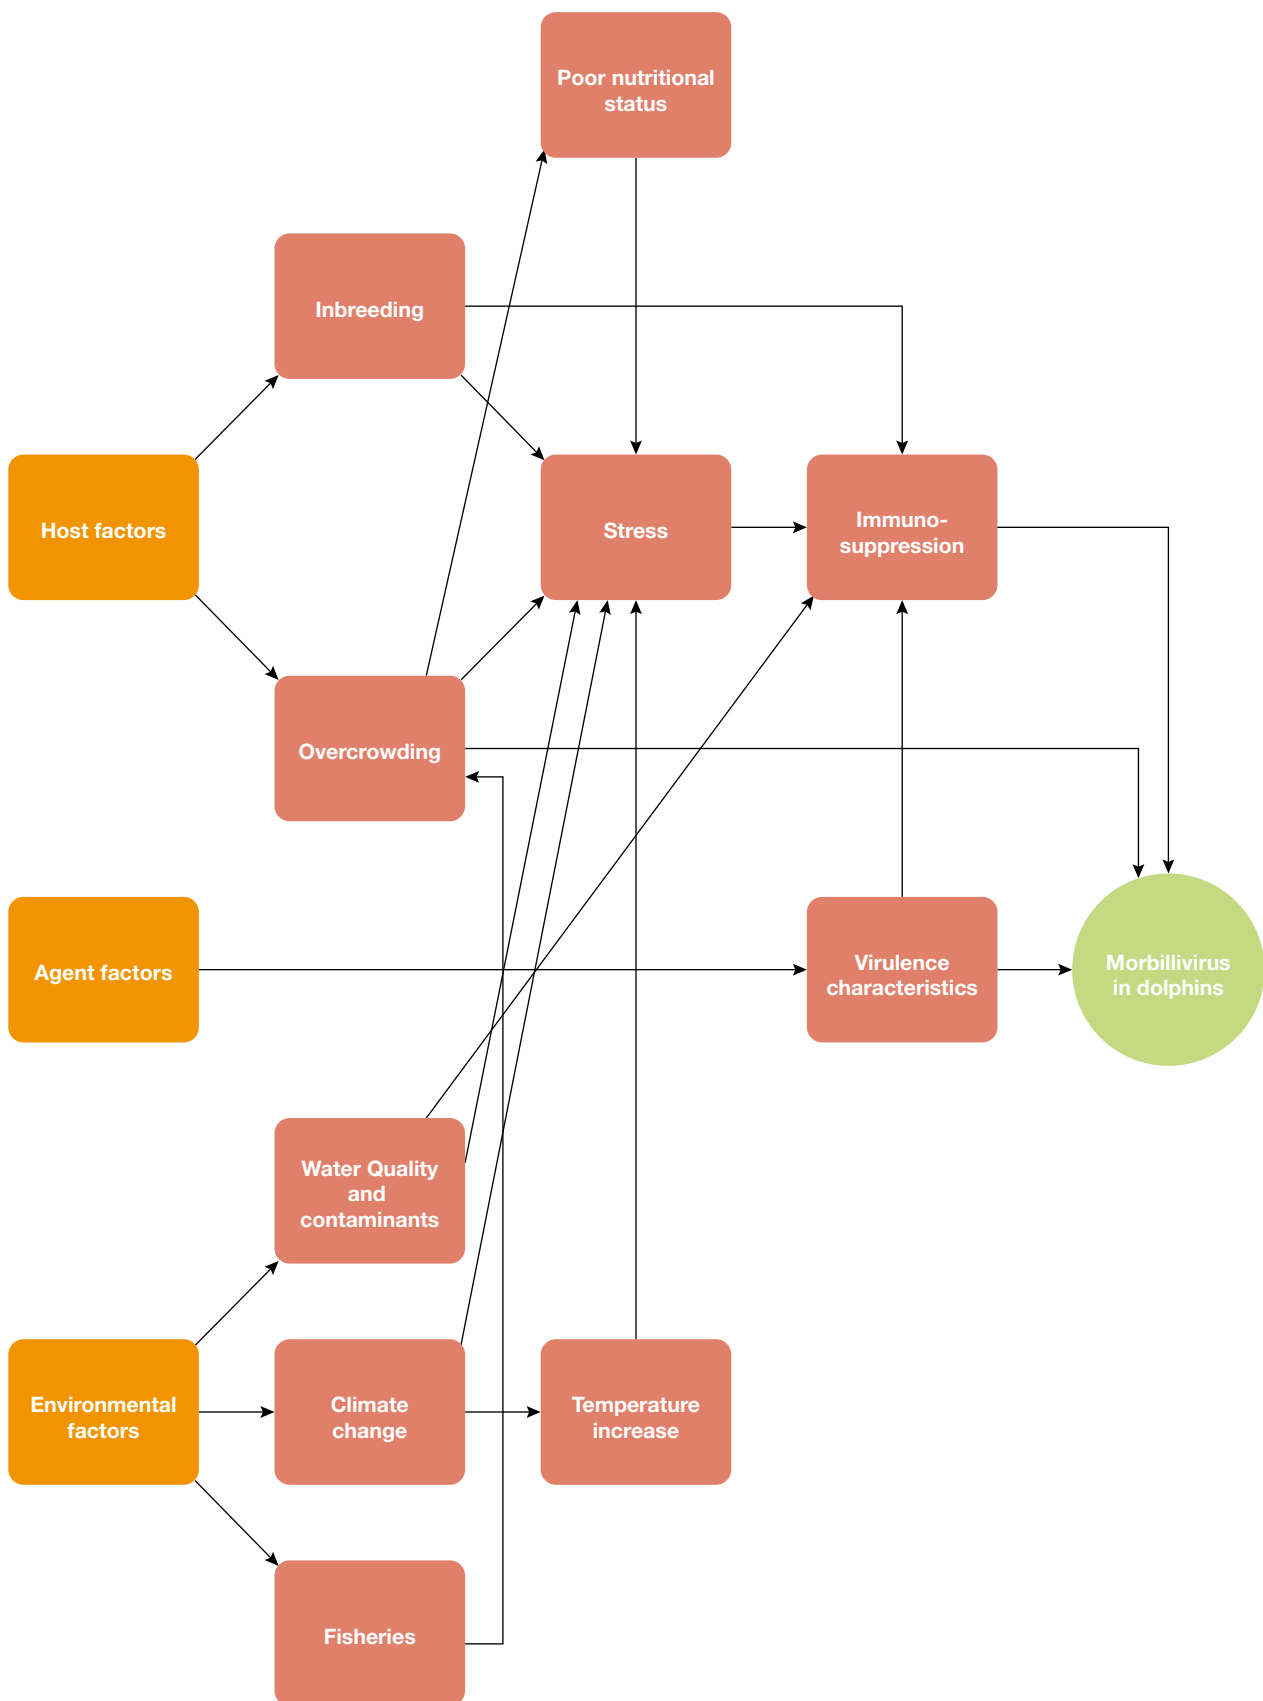 Poor nutritional
status
Inbreeding
Host factors
Stress
Immuno-
suppression
Overcrowding
Agent factors
Virulence
characteristics
Morbillivirus
in dolphins
Water Quality
and
contaminants
Environmental
factors
Climate
change
Temperature
increase
Fisheries